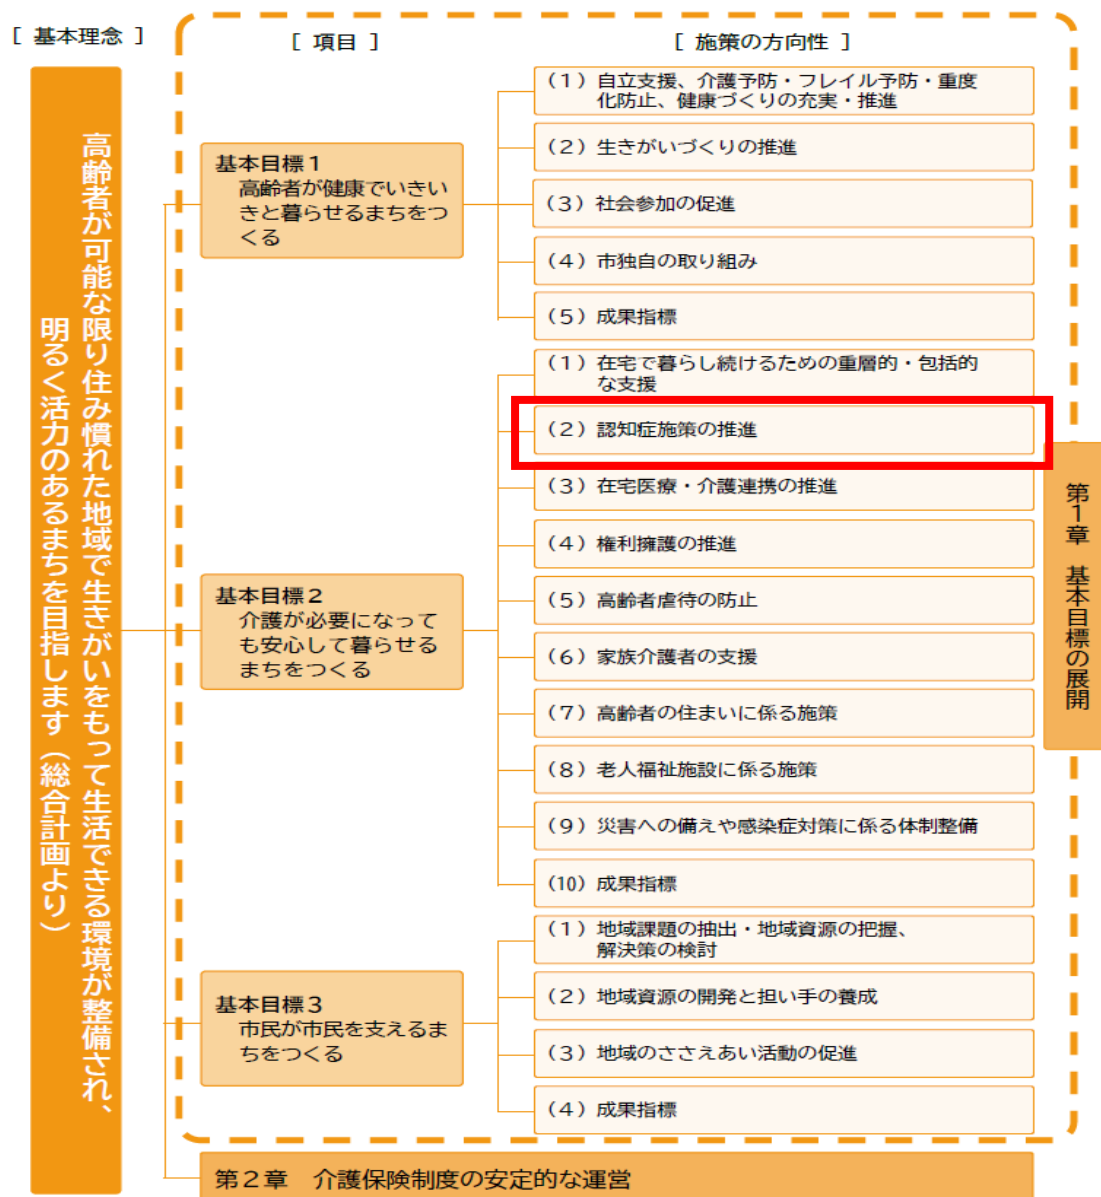 [ 基本理念 ]
[ 項目 ]
[ 施策の方向性 ]
高齢者が可能な限り住み慣れた地域で生きがいをもって生活できる環境が整備され、
明るく活力のあるまちを目指します（総合計画より）
基本目標１
高齢者が健康でいきい
きと暮らせるまちをつ
くる
（１）自立支援、介護予防・フレイル予防・重度
化防止、健康づくりの充実・推進
（２）生きがいづくりの推進
（３）社会参加の促進
（４）市独自の取り組み
（５）成果指標
基本目標２
介護が必要になって
も安心して暮らせる
まちをつくる
（１）在宅で暮らし続けるための重層的・包括的
な支援
（２）認知症施策の推進
（３）在宅医療・介護連携の推進
（４）権利擁護の推進
（５）高齢者虐待の防止
（６）家族介護者の支援
（７）高齢者の住まいに係る施策
（８）老人福祉施設に係る施策
（９）災害への備えや感染症対策に係る体制整備
（10）成果指標
基本目標３
市民が市民を支えるま
ちをつくる
（１）地域課題の抽出・地域資源の把握、
解決策の検討
（２）地域資源の開発と担い手の養成
（３）地域のささえあい活動の促進
（４）成果指標
第１章　基本目標の展開
第２章　介護保険制度の安定的な運営